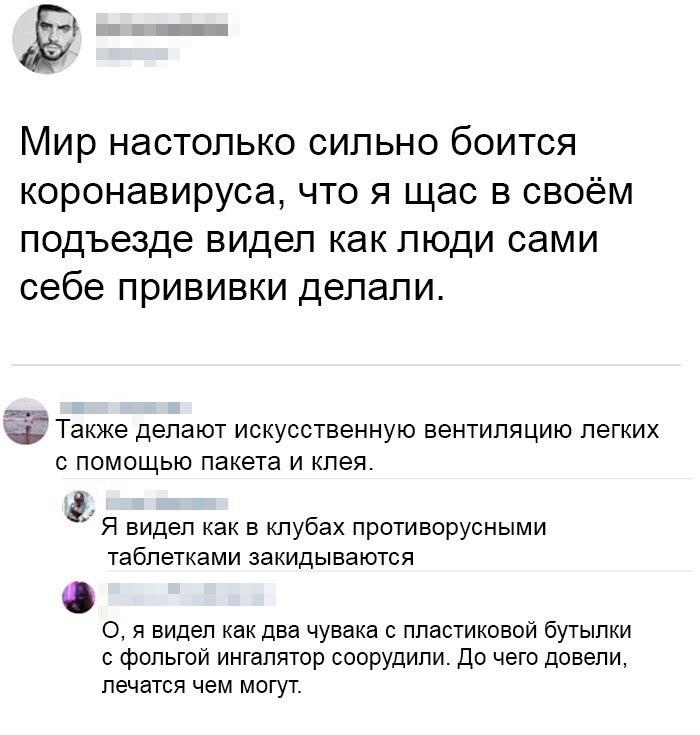 Мир настолько сильно боится
коронавируса, что я щас в своём
подъезде видел как люди сами
себе прививки делали.
Также делают искусственную вентиляцию легких
с помощью пакета и клея.
Я видел как в клубах противорусными
таблетками закидываются
О, я видел как два чувака с пластиковой бутылки
с фольгой ингалятор соорудили. До чего довели,
лечатся чем могут.